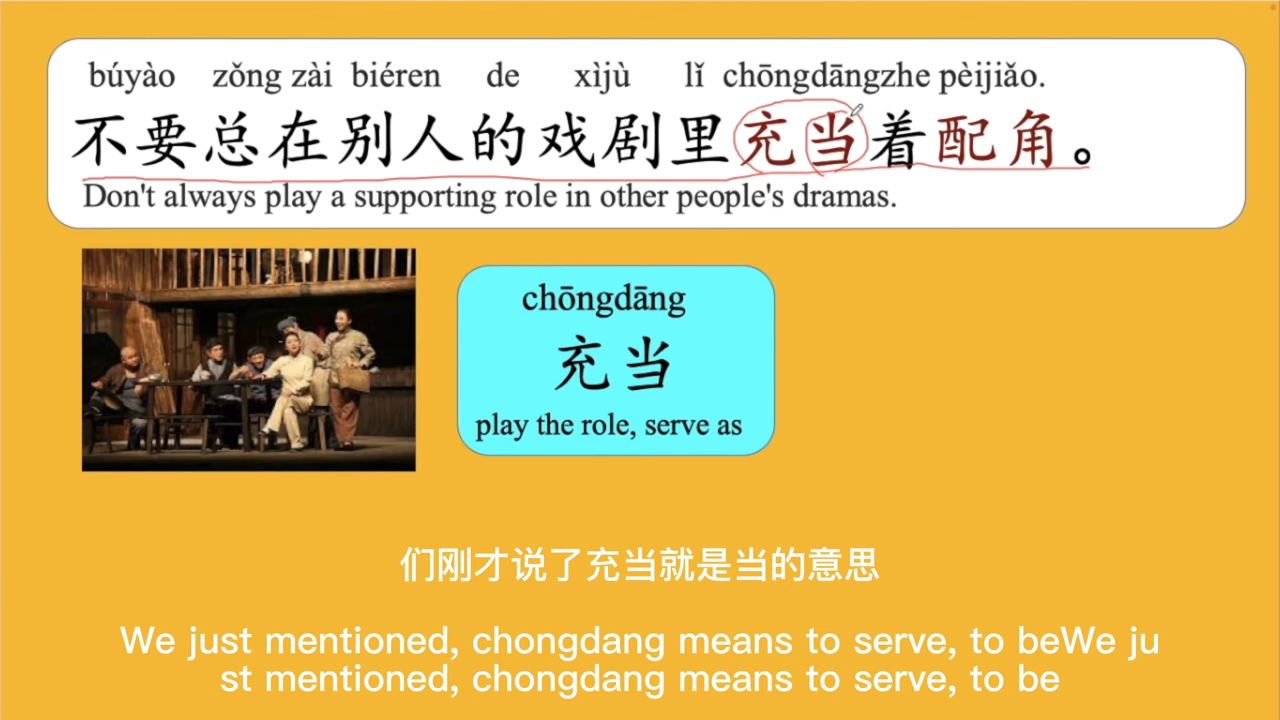 búyào zǒng zài biéren de xìjù lǐ chōngdāngzhe pèijiǎo.
不要总在别人的戏剧里充当着配角。
Don't always play a supporting role in other people's dramas.
chōngdāng
充当
play the role, serve as
们刚才说了充当就是当的意思
We just mentioned, chongdang means to serve, to beWe ju
st mentioned, chongdang means to serve, to be